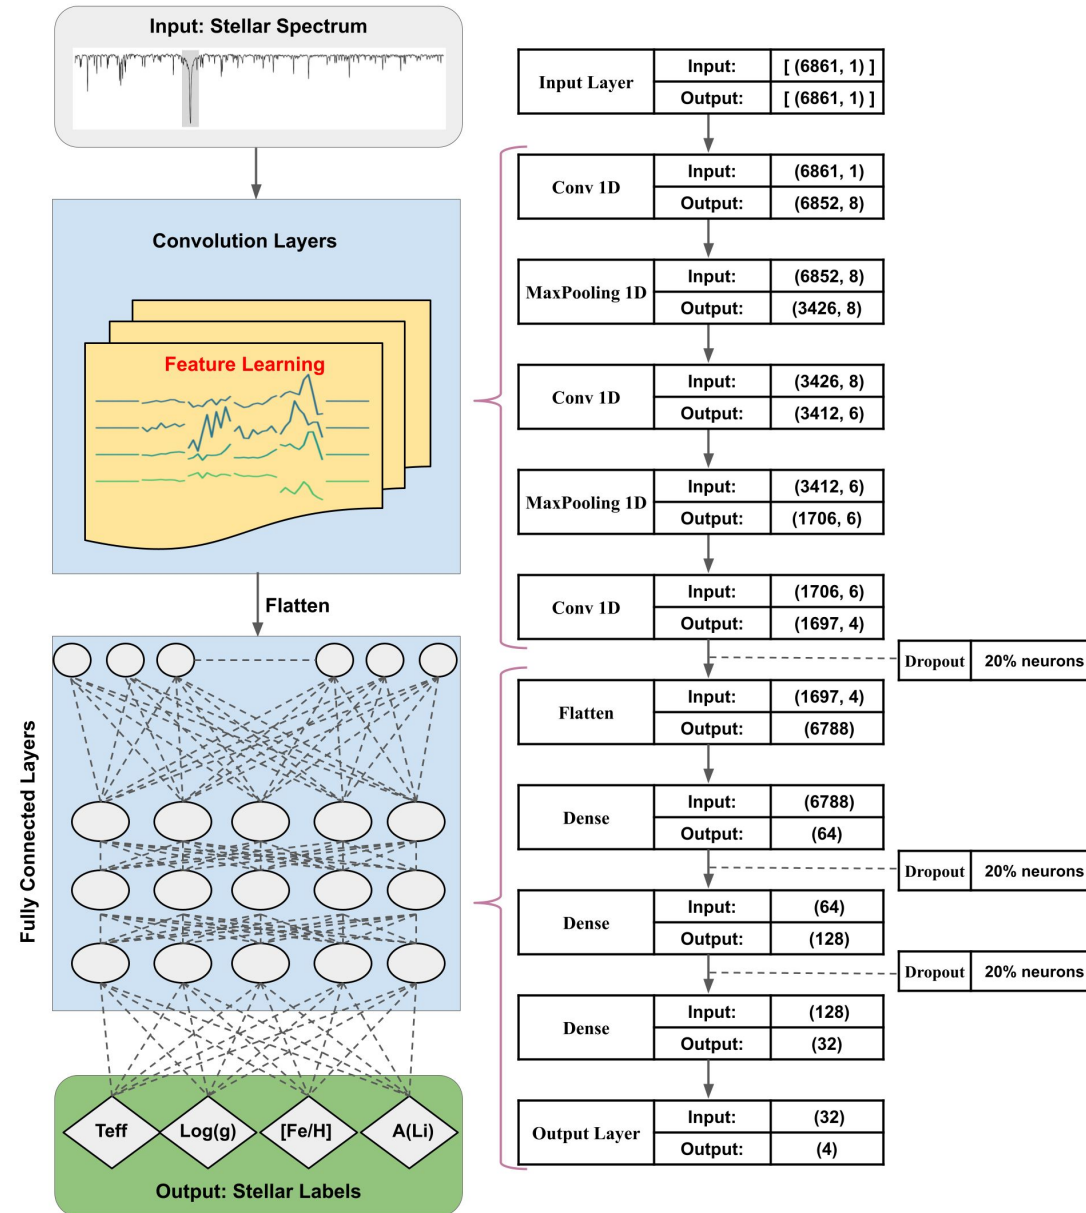 Input: Stellar Spectrum
Convolution Layers
Feature Learning
Flatten
Fully Connected Layers
Teff Log(g) [Fe/H] A(Li)
Output: Stellar Labels
Input Layer
Input: [ (6861, 1) ]
Output: [ (6861, 1) ]
Conv 1D
Input: (6861, 1)
Output: (6852, 8)
MaxPooling 1D
Input: (6852, 8)
Output: (3426, 8)
Conv 1D
Input: (3426, 8)
Output: (3412, 6)
MaxPooling 1D
Input: (3412, 6)
Output: (1706, 6)
Conv 1D
Input: (1706, 6)
Output: (1697, 4)
Dropout 20% neurons
Flatten
Input: (1697, 4)
Output: (6788)
Dense
Input: (6788)
Output: (64)
Dropout 20% neurons
Dense
Input: (64)
Output: (128)
Dropout 20% neurons
Dense
Input: (128)
Output: (32)
Output Layer
Input: (32)
Output: (4)